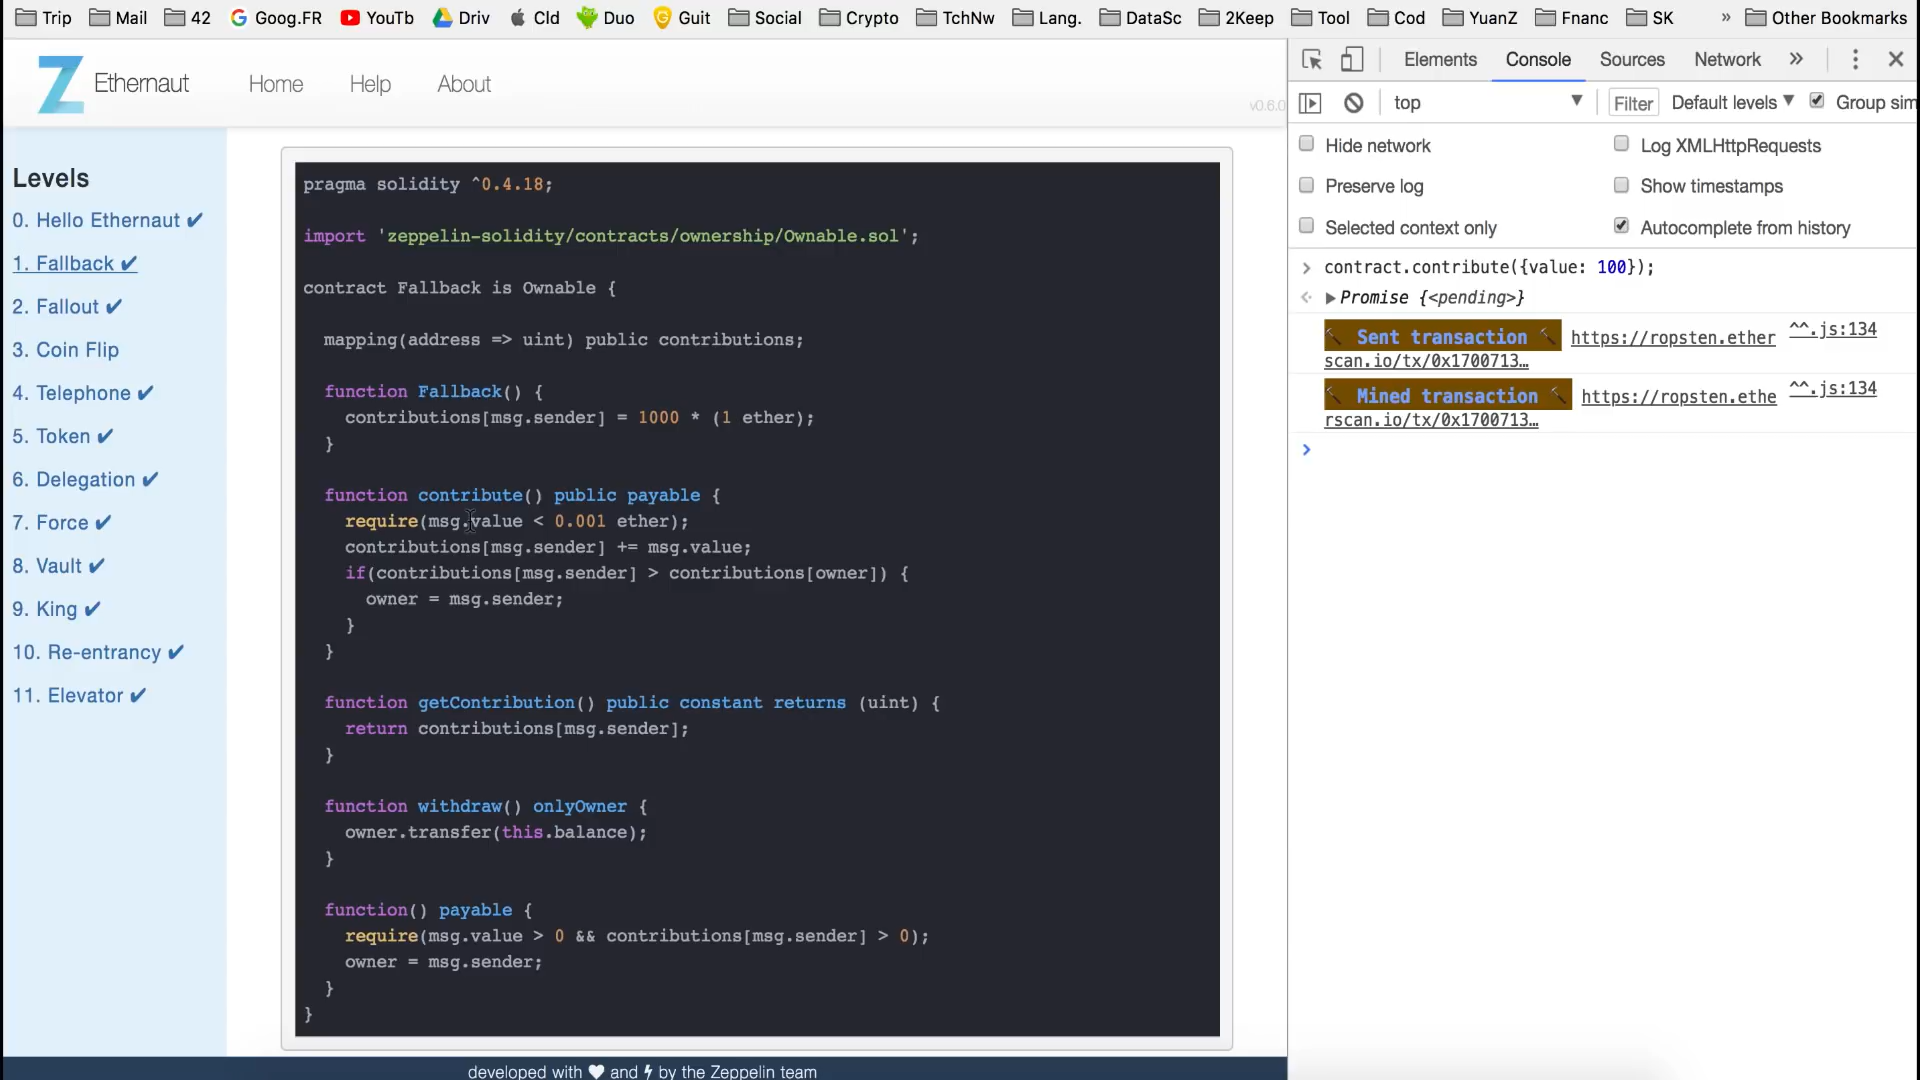 Trip Mail 42 Goog.FR YouTb Driv Cld Duo Guit Social Crypto TchNw Lang. DataSc 2Keep Tool Cod YuanZ Fnanc SK » Other Bookmarks
Ethernaut Home Help About
v0.6.0
Levels
0. Hello Ethernaut ✔
1. Fallback ✔
2. Fallout ✔
3. Coin Flip
4. Telephone ✔
5. Token ✔
6. Delegation ✔
7. Force ✔
8. Vault ✔
9. King ✔
10. Re-entrancy ✔
11. Elevator ✔
pragma solidity ^0.4.18;
import 'zeppelin-solidity/contracts/ownership/Ownable.sol';
contract Fallback is Ownable {
mapping(address => uint) public contributions;
function Fallback() {
contributions[msg.sender] = 1000 * (1 ether);
}
function contribute() public payable {
require(msg.value < 0.001 ether);
contributions[msg.sender] += msg.value;
if(contributions[msg.sender] > contributions[owner]) {
owner = msg.sender;
}
}
function getContribution() public constant returns (uint) {
return contributions[msg.sender];
}
function withdraw() onlyOwner {
owner.transfer(this.balance);
}
function() payable {
require(msg.value > 0 && contributions[msg.sender] > 0);
owner = msg.sender;
}
}
developed with ❤ and by the Zeppelin team
Elements Console Sources Network »
top Filter Default levels Group sim
Hide network Log XMLHttpRequests
Preserve log Show timestamps
Selected context only Autocomplete from history
contract.contribute({value: 100});
Promise {<pending>}
Sent transaction https://ropsten.ether ^^.js:134
scan.io/tx/0x1700713…
Mined transaction https://ropsten.ethe ^^.js:134
rscan.io/tx/0x1700713…